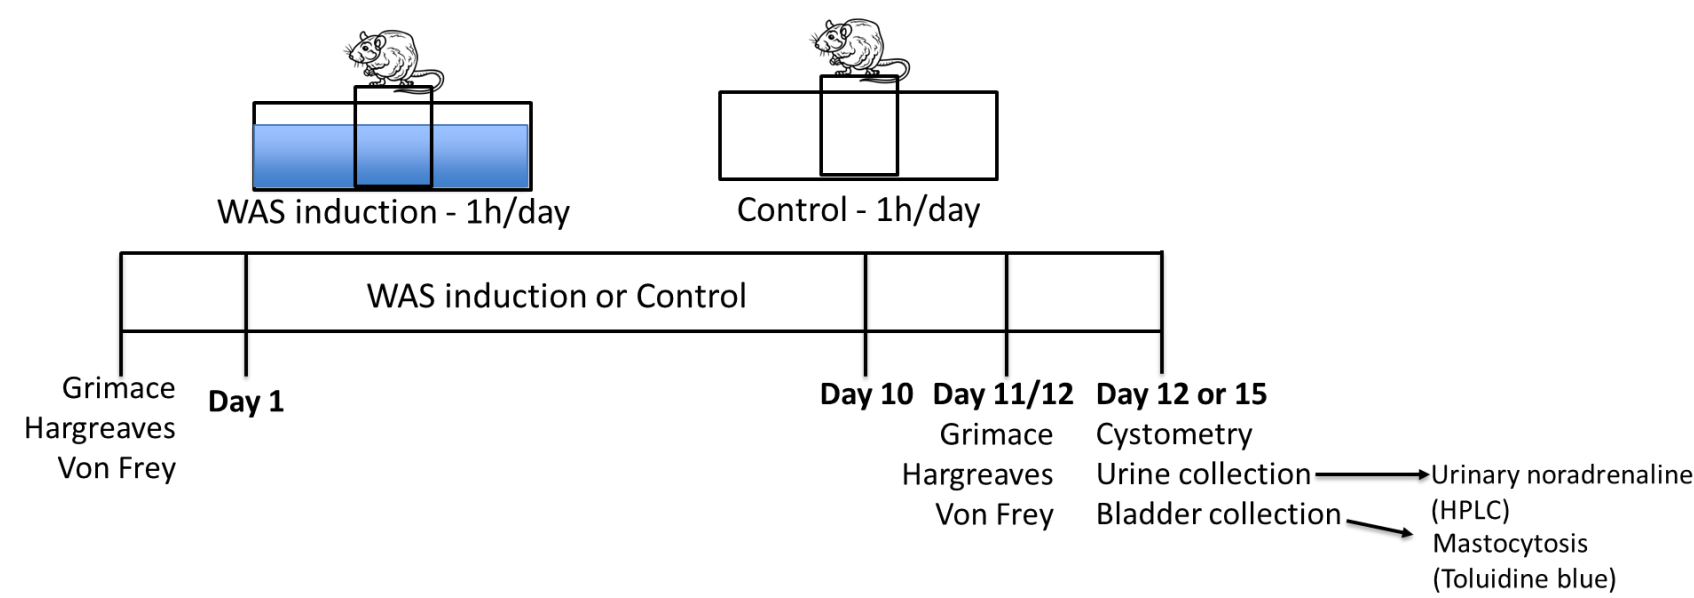 WAS induction - 1h/day
Control - 1h/day
WAS induction or Control
Grimace
Hargreaves
Von Frey
Day 1
Day 10
Day 11/12
Grimace
Hargreaves
Von Frey
Day 12 or 15
Cystometry
Urine collection
Bladder collection
Urinary noradrenaline
(HPLC)
Mastocytosis
(Toluidine blue)